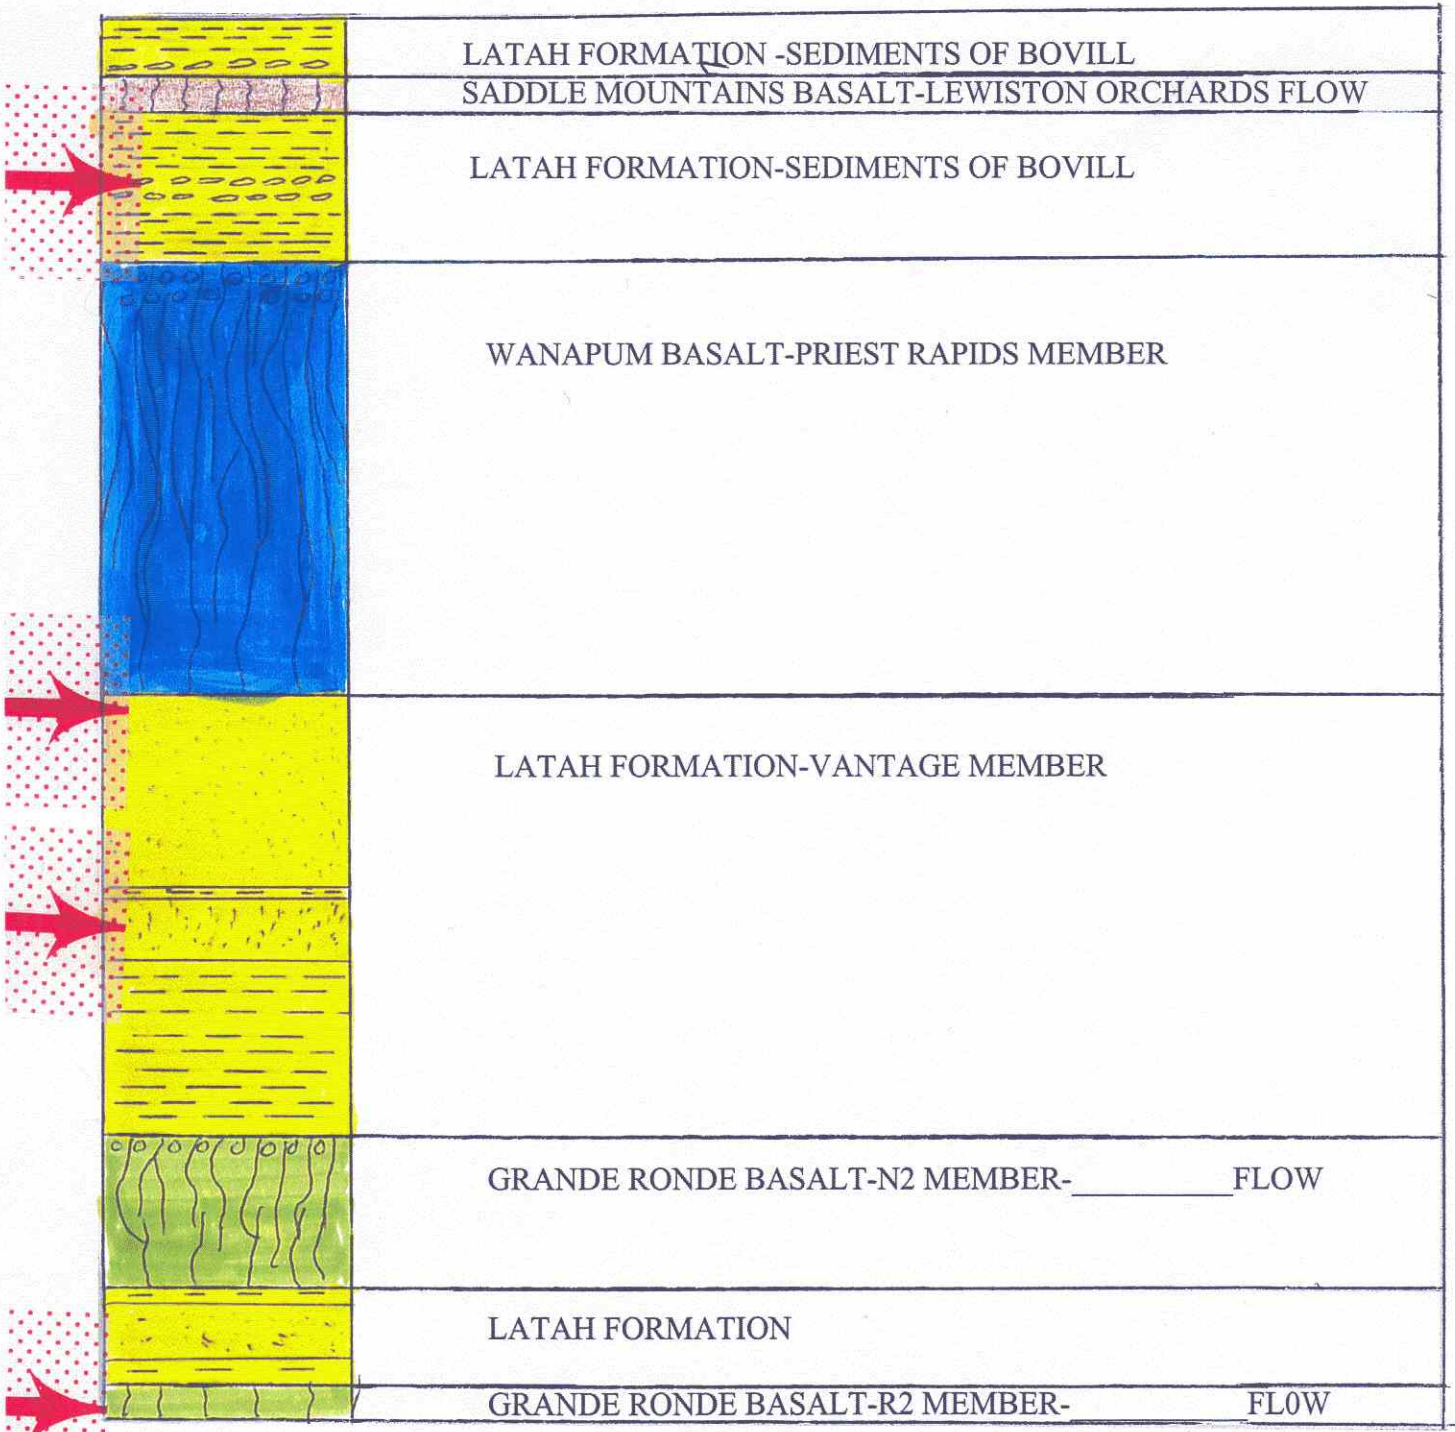 LATAH FORMATION -SEDIMENTS OF BOVILL
SADDLE MOUNTAINS BASALT-LEWISTON ORCHARDS FLOW
LATAH FORMATION-SEDIMENTS OF BOVILL
WANAPUM BASALT-PRIEST RAPIDS MEMBER
LATAH FORMATION-VANTAGE MEMBER
GRANDE RONDE BASALT-N2 MEMBER-__________FLOW
LATAH FORMATION
GRANDE RONDE BASALT-R2 MEMBER-___________FL0W